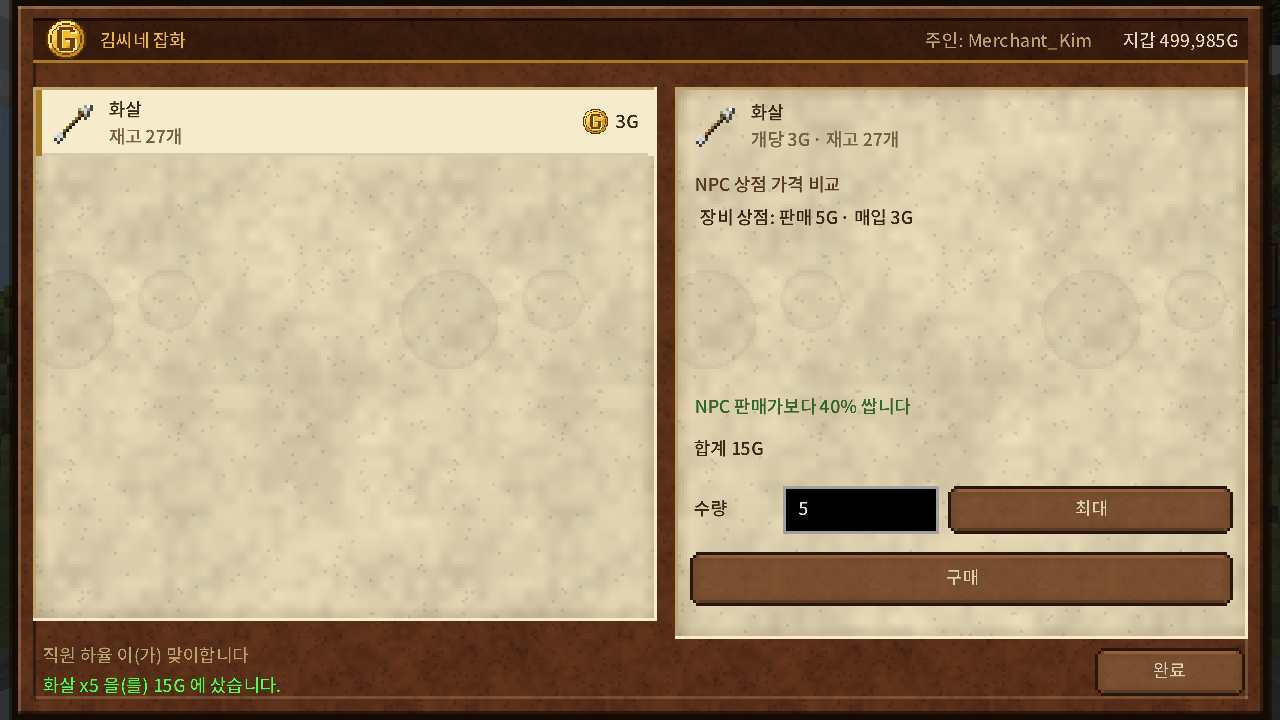 김씨네 잡화
주인: Merchant_Kim
지갑 499,985G
화살
재고 27개
3G
화살
개당 3G · 재고 27개
NPC 상점 가격 비교
장비 상점: 판매 5G · 매입 3G
NPC 판매가보다 40% 쌉니다
합계 15G
수량
5
최대
구매
직원 하율 이(가) 맞이합니다
화살 x5 을(를) 15G 에 샀습니다.
완료